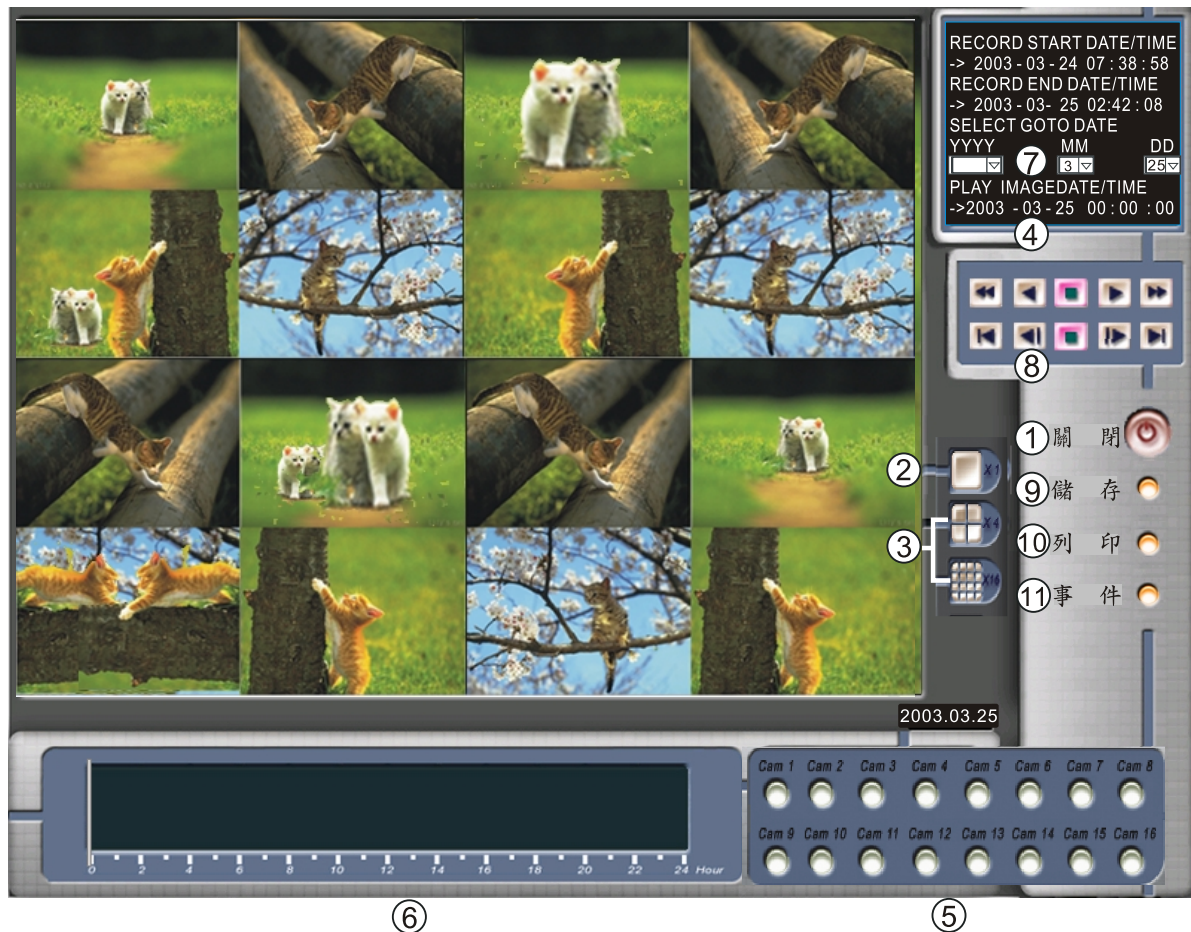 RECORD START DATE/TIME
-> 2003 - 03 - 24 07 : 38 : 58
RECORD END DATE/TIME
-> 2003 - 03- 25 02:42 : 08
SELECT GOTO DATE
YYYY MM DD
⑦ 3 25
PLAY IMAGEDATE/TIME
->2003 - 03 - 25 00 : 00 : 00
④
⑧
① 關 閉
② X 1
⑨ 儲 存
③ X 4
⑩ 列 印
X16
⑪ 事 件
2003.03.25
Cam 1 Cam 2 Cam 3 Cam 4 Cam 5 Cam 6 Cam 7 Cam 8
Cam 9 Cam 10 Cam 11 Cam 12 Cam 13 Cam 14 Cam 15 Cam 16
0 2 4 6 8 10 12 14 16 18 20 22 24 Hour
⑥ ⑤